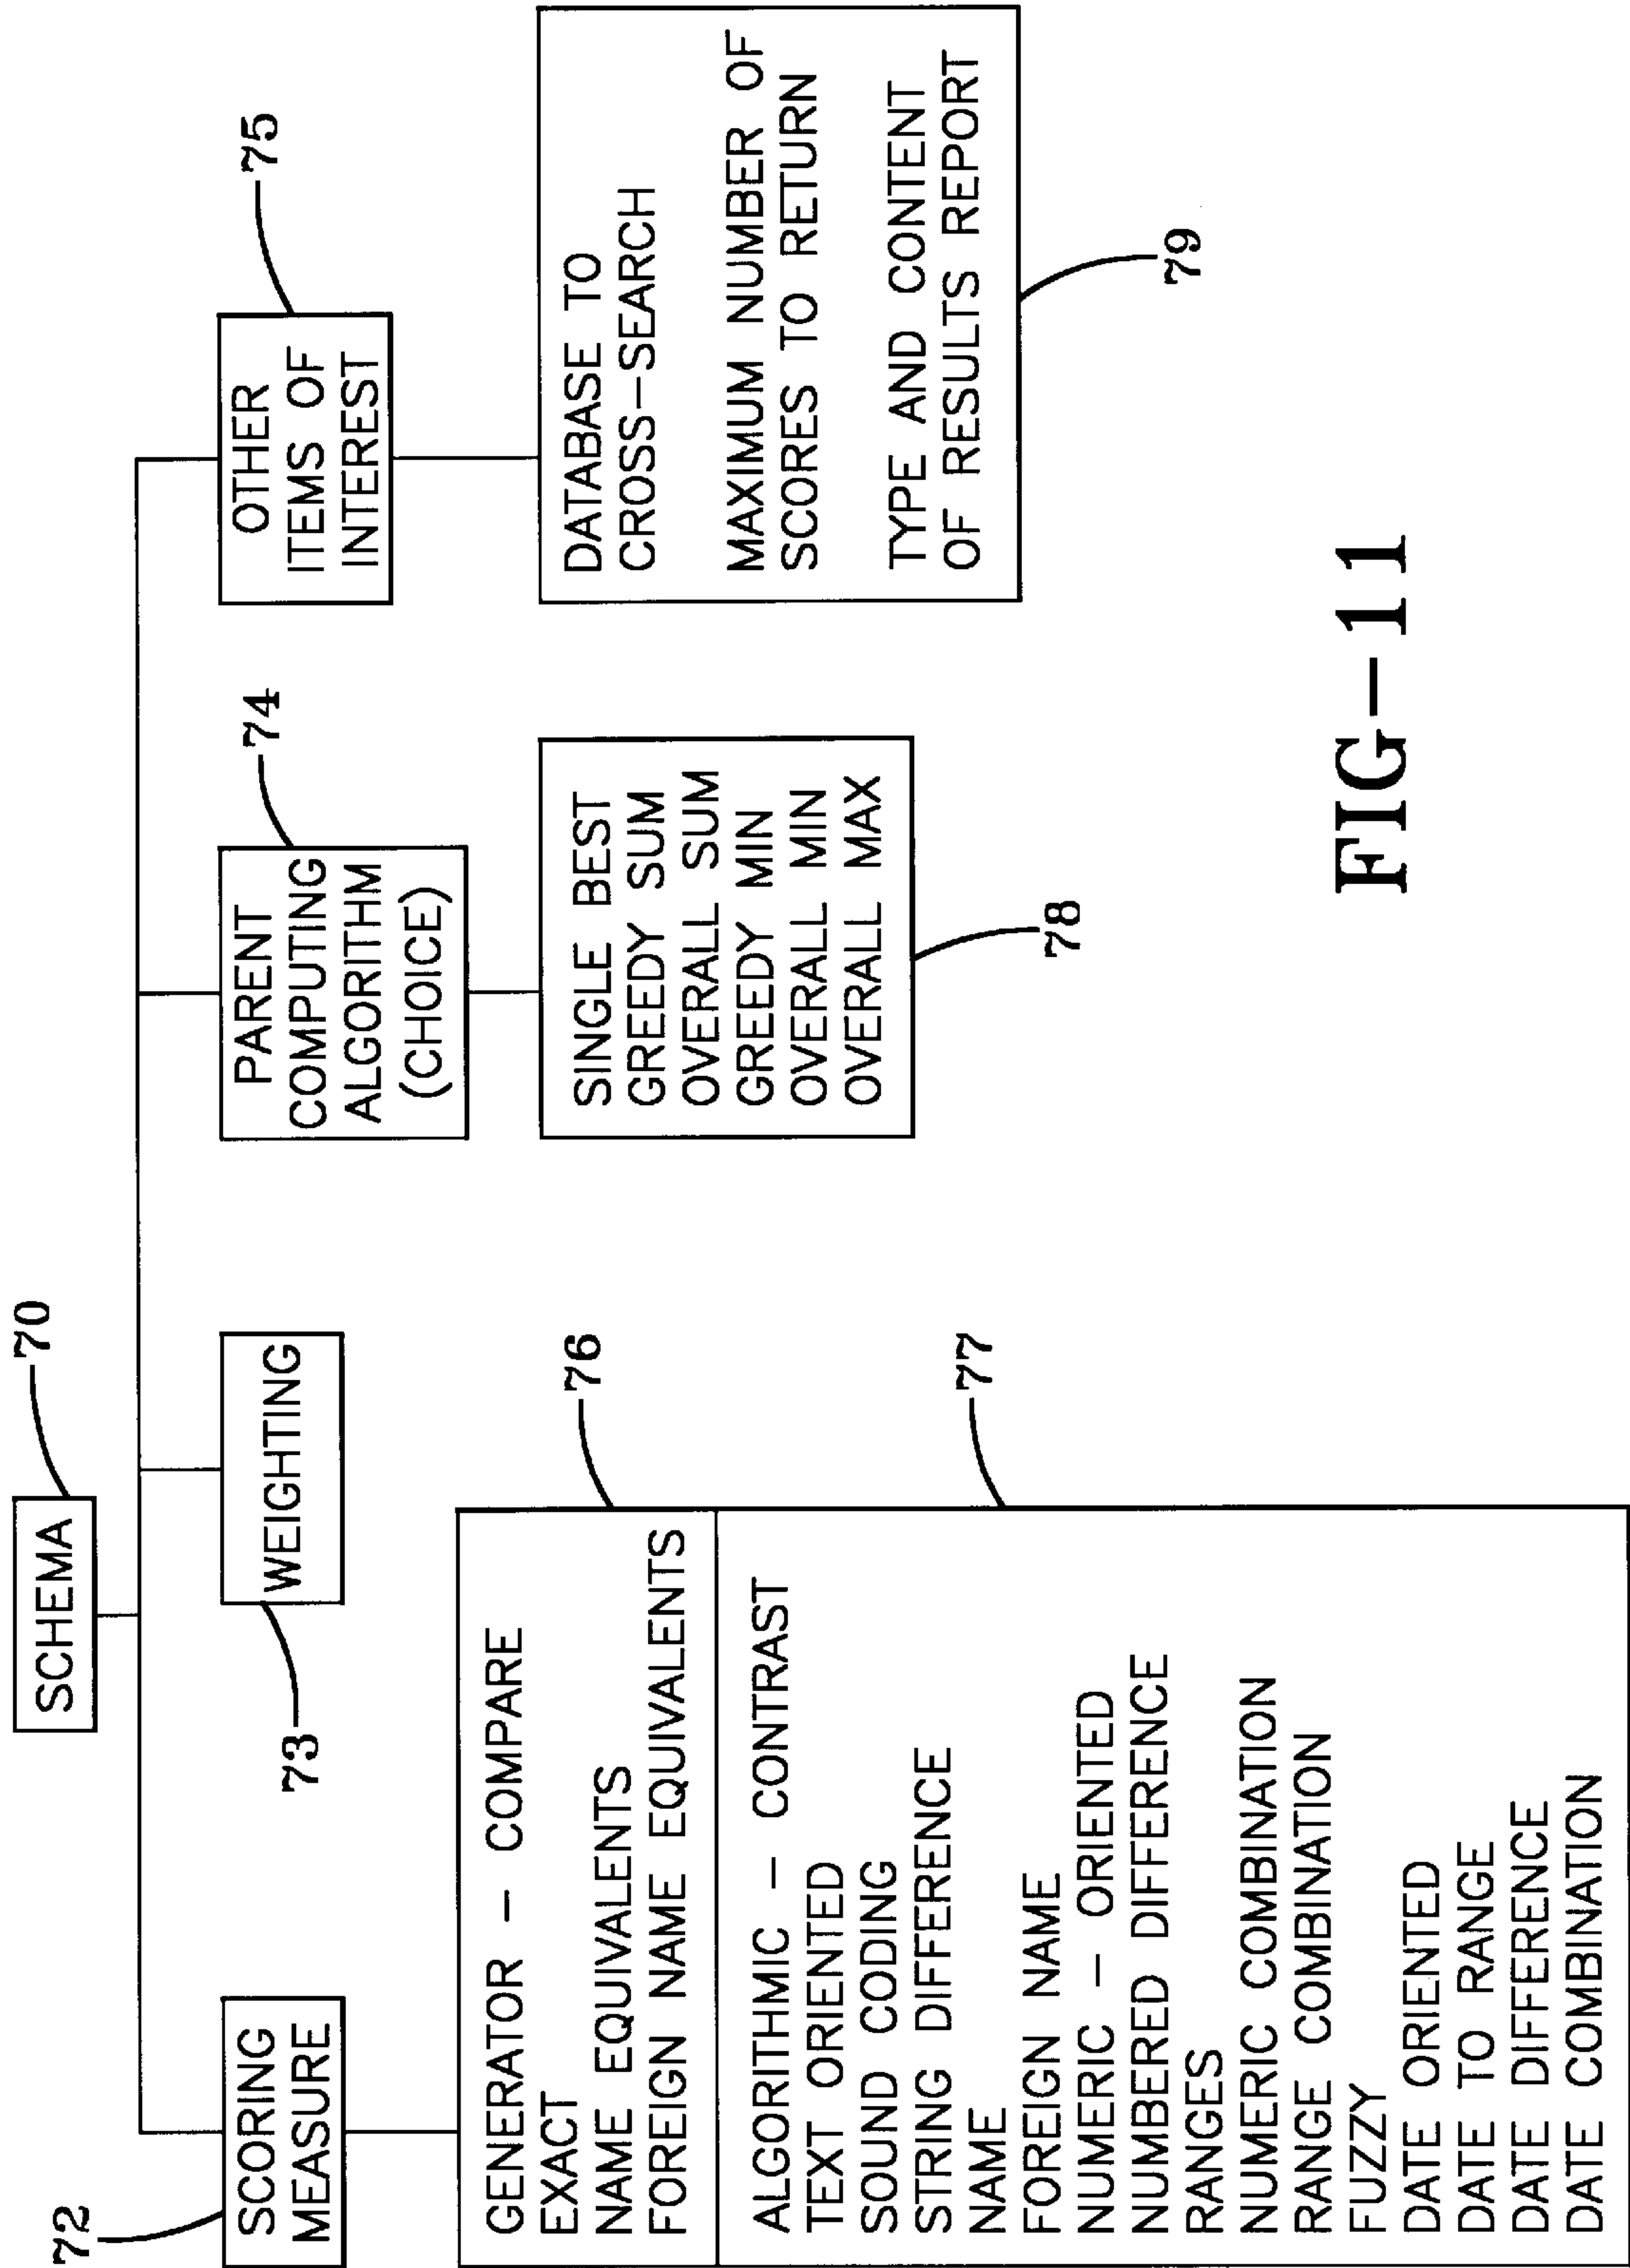 SCHEMA
70
72
SCORING
MEASURE
73
WEIGHTING
PARENT
COMPUTING
ALGORITHM
(CHOICE)
74
OTHER
ITEMS OF
INTEREST
75
GENERATOR – COMPARE
EXACT
NAME EQUIVALENTS
FOREIGN NAME EQUIVALENTS
76
ALGORITHMIC – CONTRAST
TEXT ORIENTED
SOUND CODING
STRING DIFFERENCE
NAME
FOREIGN NAME
NUMERIC – ORIENTED
NUMBERED DIFFERENCE
RANGES
NUMERIC COMBINATION
RANGE COMBINATION
FUZZY
DATE ORIENTED
DATE TO RANGE
DATE DIFFERENCE
DATE COMBINATION
77
SINGLE BEST
GREEDY SUM
OVERALL SUM
GREEDY MIN
OVERALL MIN
OVERALL MAX
78
DATABASE TO
CROSS–SEARCH
MAXIMUM NUMBER OF
SCORES TO RETURN
TYPE AND CONTENT
OF RESULTS REPORT
79
FIG–11